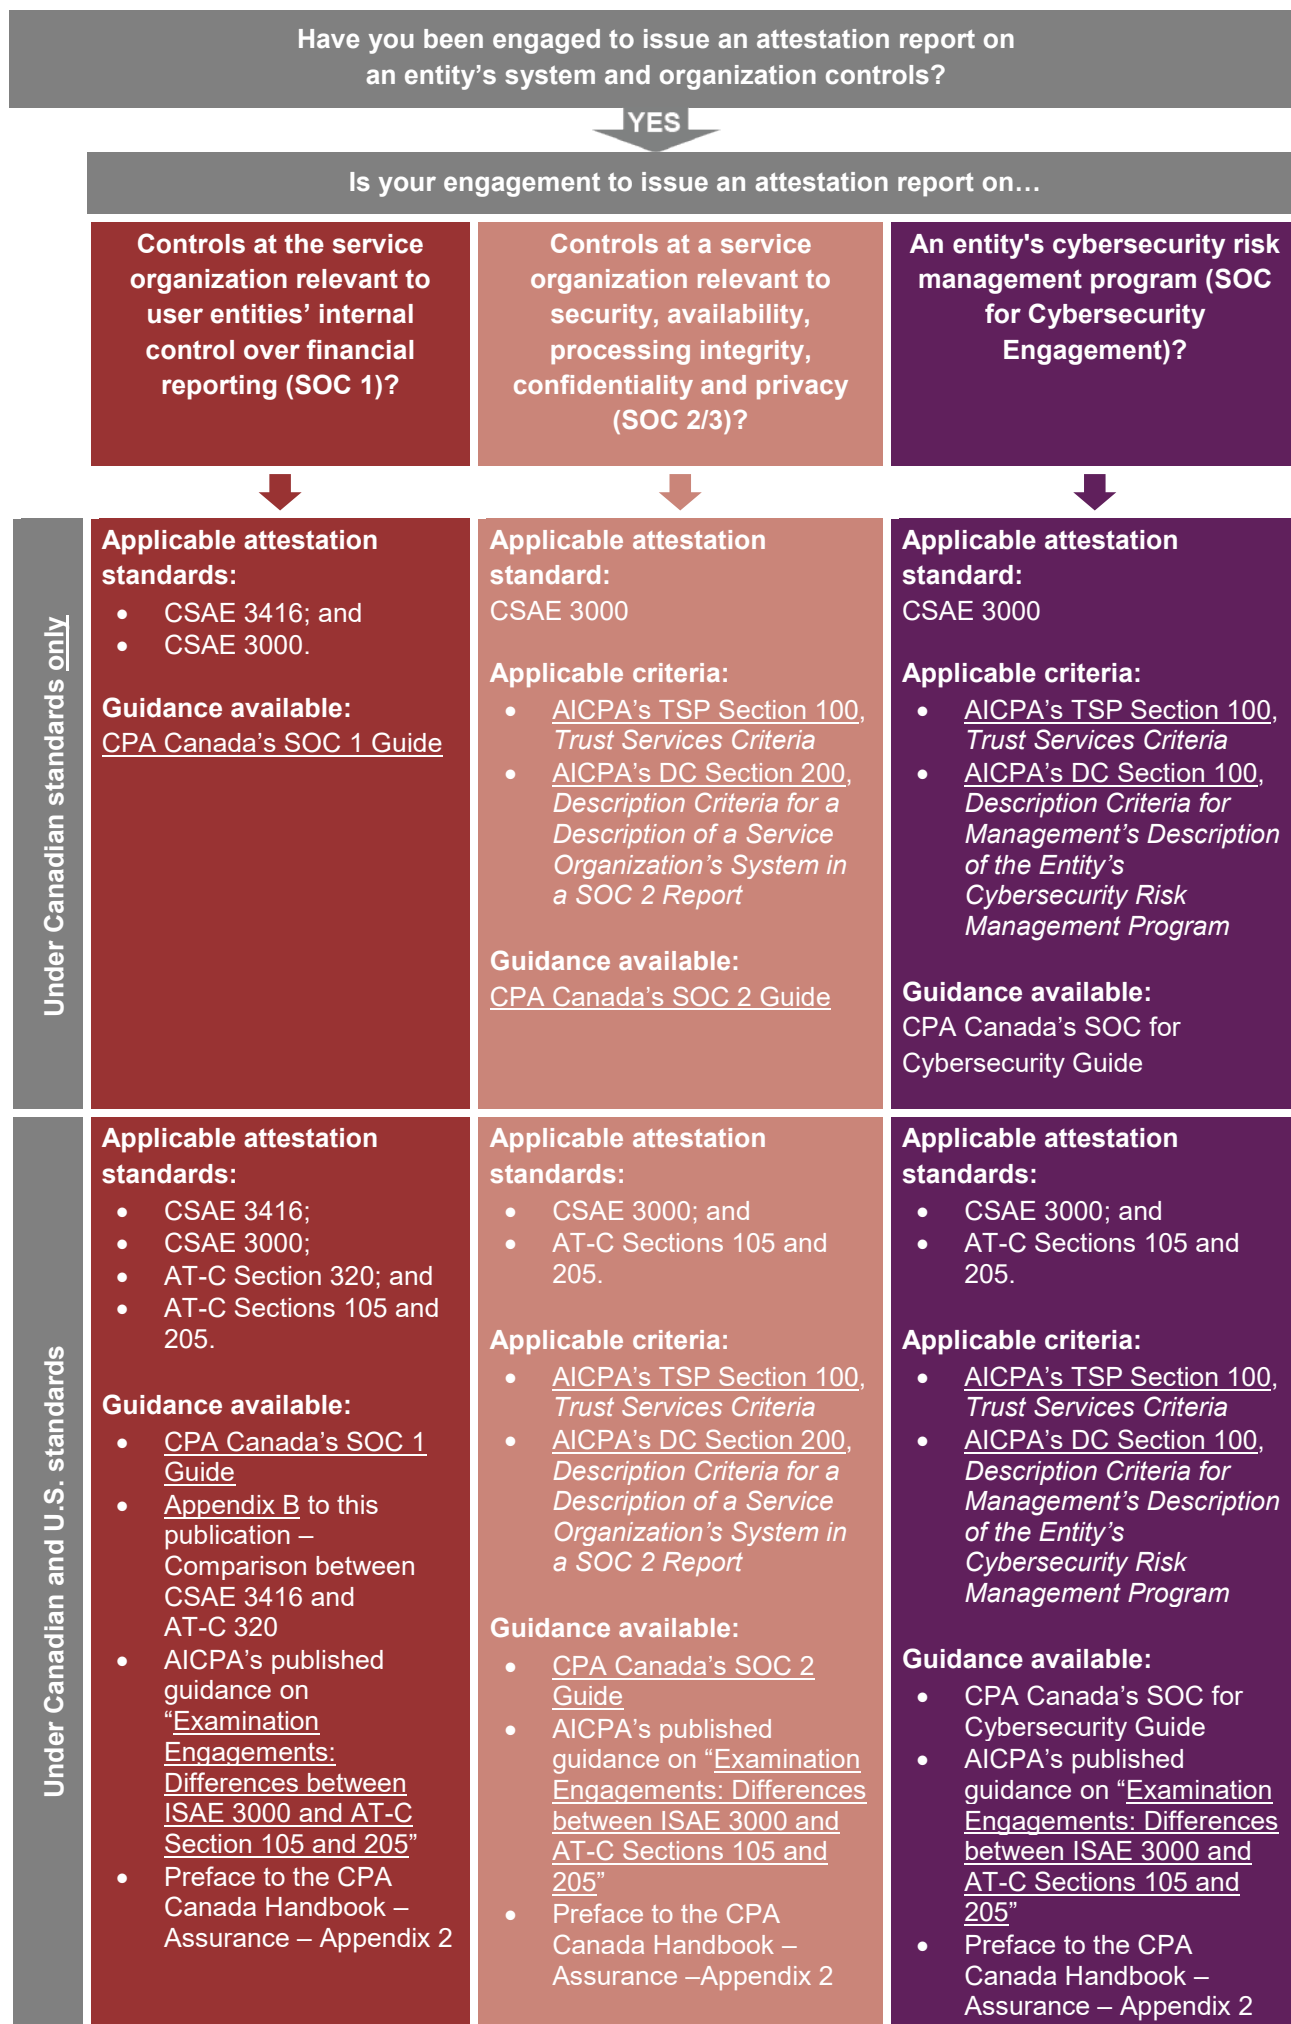 Have you been engaged to issue an attestation report on
an entity’s system and organization controls?
YES
Is your engagement to issue an attestation report on…
Controls at the service
organization relevant to
user entities’ internal
control over financial
reporting (SOC 1)?
Controls at a service
organization relevant to
security, availability,
processing integrity,
confidentiality and privacy
(SOC 2/3)?
An entity's cybersecurity risk
management program (SOC
for Cybersecurity
Engagement)?
Under Canadian standards only
Applicable attestation
standards:
• CSAE 3416; and
• CSAE 3000.
Guidance available:
CPA Canada’s SOC 1 Guide
Applicable attestation
standard:
CSAE 3000
Applicable criteria:
• AICPA’s TSP Section 100,
Trust Services Criteria
• AICPA’s DC Section 200,
Description Criteria for a
Description of a Service
Organization’s System in
a SOC 2 Report
Guidance available:
CPA Canada’s SOC 2 Guide
Applicable attestation
standard:
CSAE 3000
Applicable criteria:
• AICPA’s TSP Section 100,
Trust Services Criteria
• AICPA’s DC Section 100,
Description Criteria for
Management’s Description
of the Entity’s
Cybersecurity Risk
Management Program
Guidance available:
CPA Canada’s SOC for
Cybersecurity Guide
Under Canadian and U.S. standards
Applicable attestation
standards:
• CSAE 3416;
• CSAE 3000;
• AT-C Section 320; and
• AT-C Sections 105 and
205.
Guidance available:
• CPA Canada’s SOC 1
Guide
• Appendix B to this
publication –
Comparison between
CSAE 3416 and
AT-C 320
• AICPA’s published
guidance on
“Examination
Engagements:
Differences between
ISAE 3000 and AT-C
Section 105 and 205”
• Preface to the CPA
Canada Handbook –
Assurance – Appendix 2
Applicable attestation
standards:
• CSAE 3000; and
• AT-C Sections 105 and
205.
Applicable criteria:
• AICPA’s TSP Section 100,
Trust Services Criteria
• AICPA’s DC Section 200,
Description Criteria for a
Description of a Service
Organization’s System in
a SOC 2 Report
Guidance available:
• CPA Canada’s SOC 2
Guide
• AICPA’s published
guidance on “Examination
Engagements: Differences
between ISAE 3000 and
AT-C Sections 105 and
205”
• Preface to the CPA
Canada Handbook –
Assurance –Appendix 2
Applicable attestation
standards:
• CSAE 3000; and
• AT-C Sections 105 and
205.
Applicable criteria:
• AICPA’s TSP Section 100,
Trust Services Criteria
• AICPA’s DC Section 100,
Description Criteria for
Management’s Description
of the Entity’s
Cybersecurity Risk
Management Program
Guidance available:
• CPA Canada’s SOC for
Cybersecurity Guide
• AICPA’s published
guidance on “Examination
Engagements: Differences
between ISAE 3000 and
AT-C Sections 105 and
205”
• Preface to the CPA
Canada Handbook –
Assurance – Appendix 2